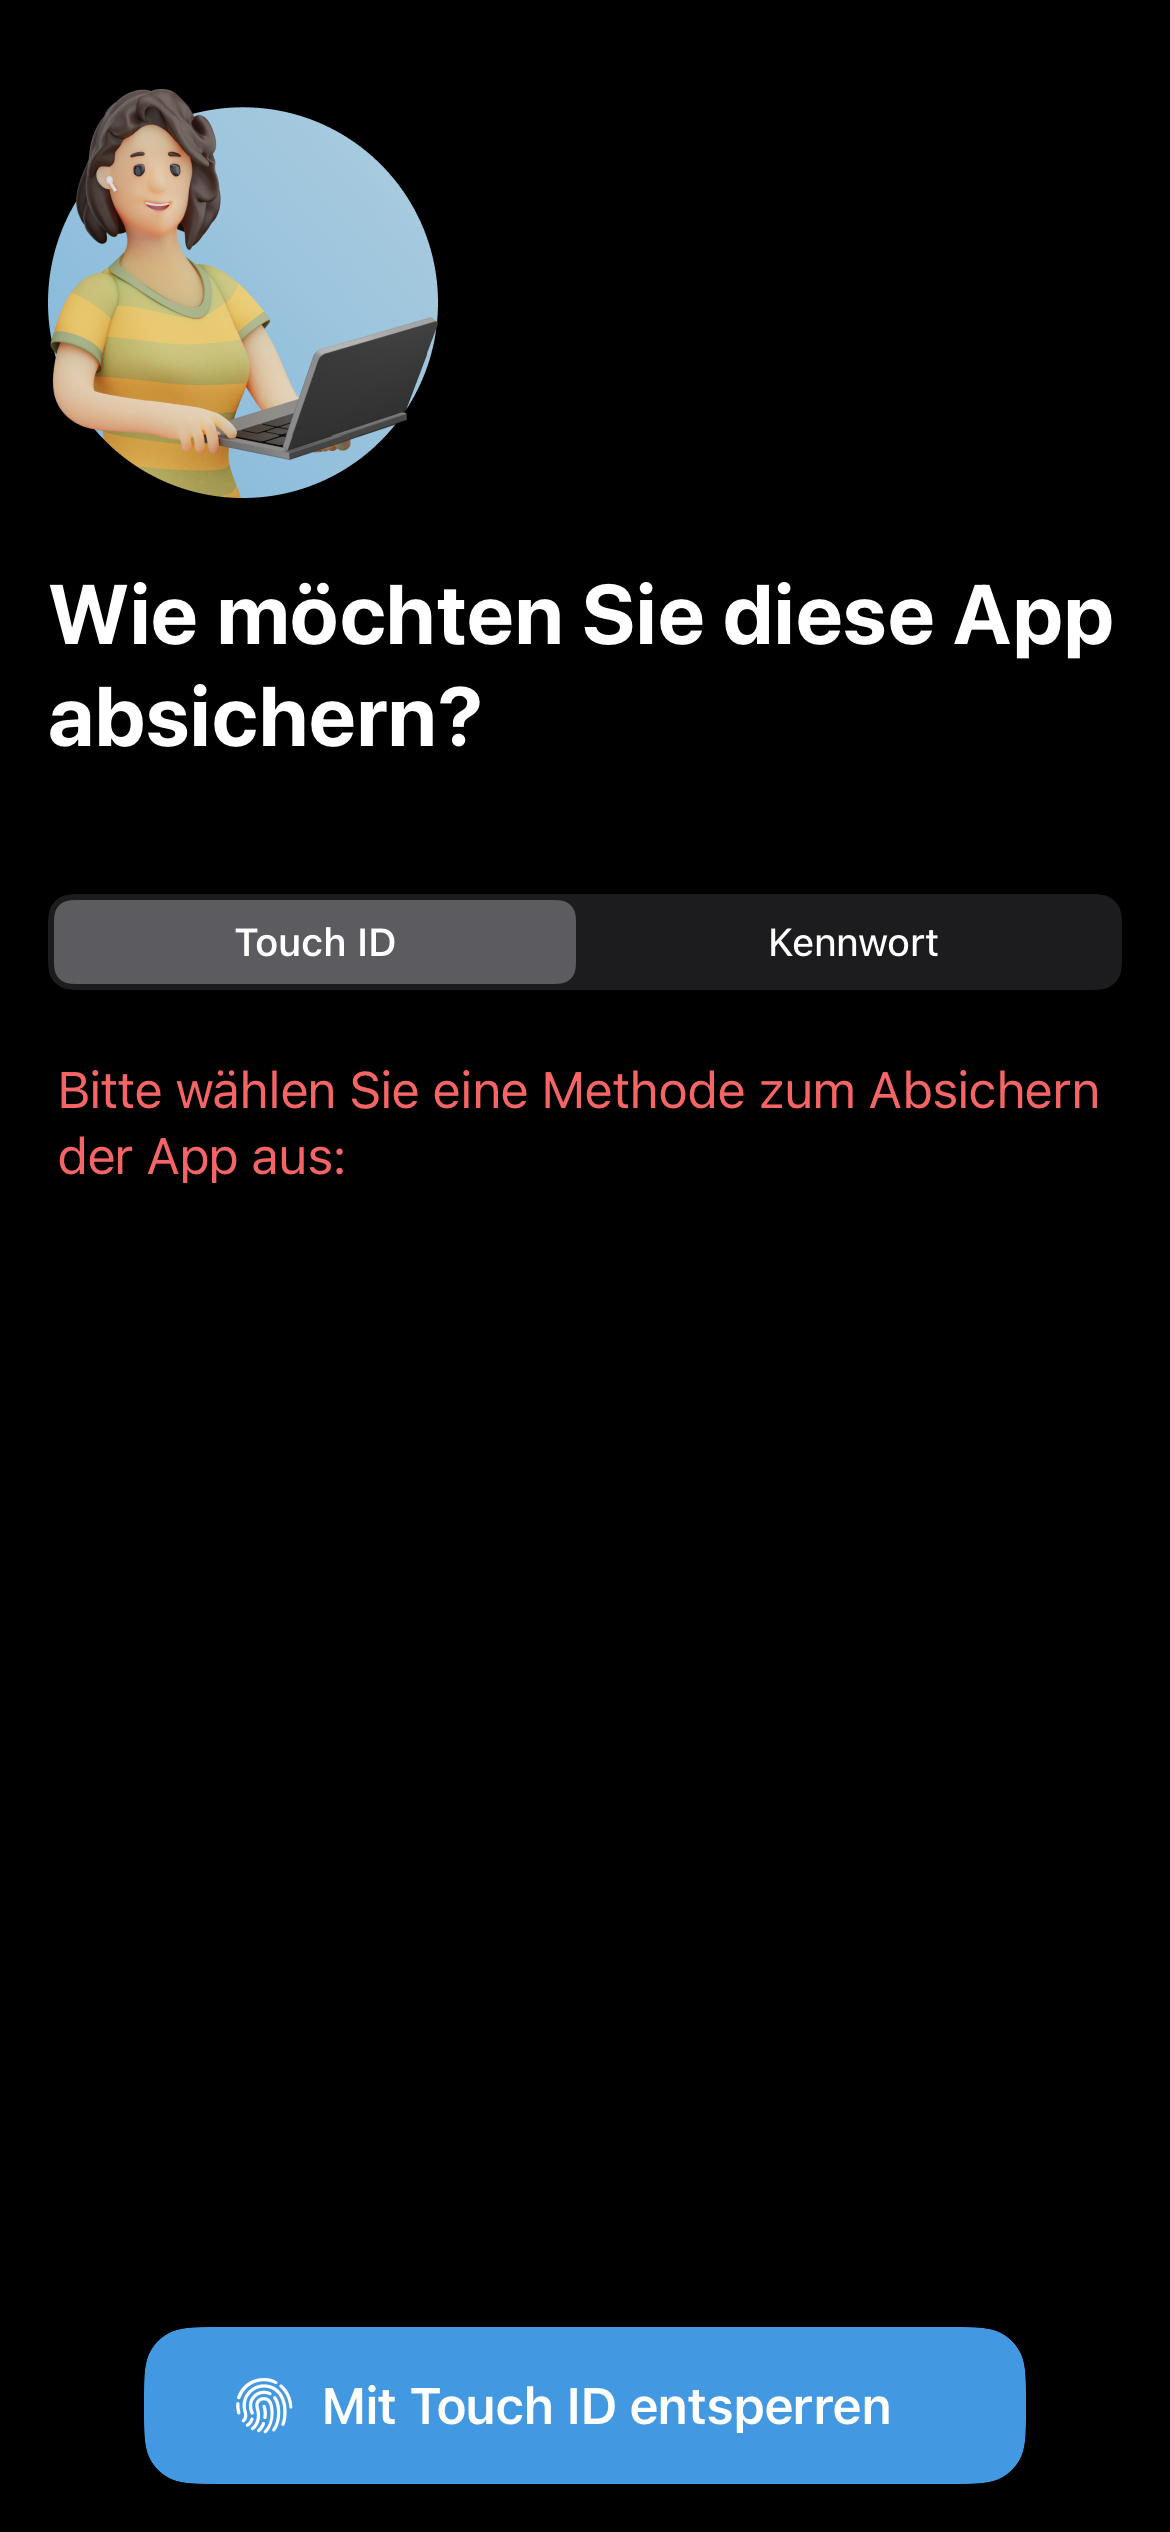 Wie möchten Sie diese App
absichern?
Touch ID
Kennwort
Bitte wählen Sie eine Methode zum Absichern
der App aus:
Mit Touch ID entsperren